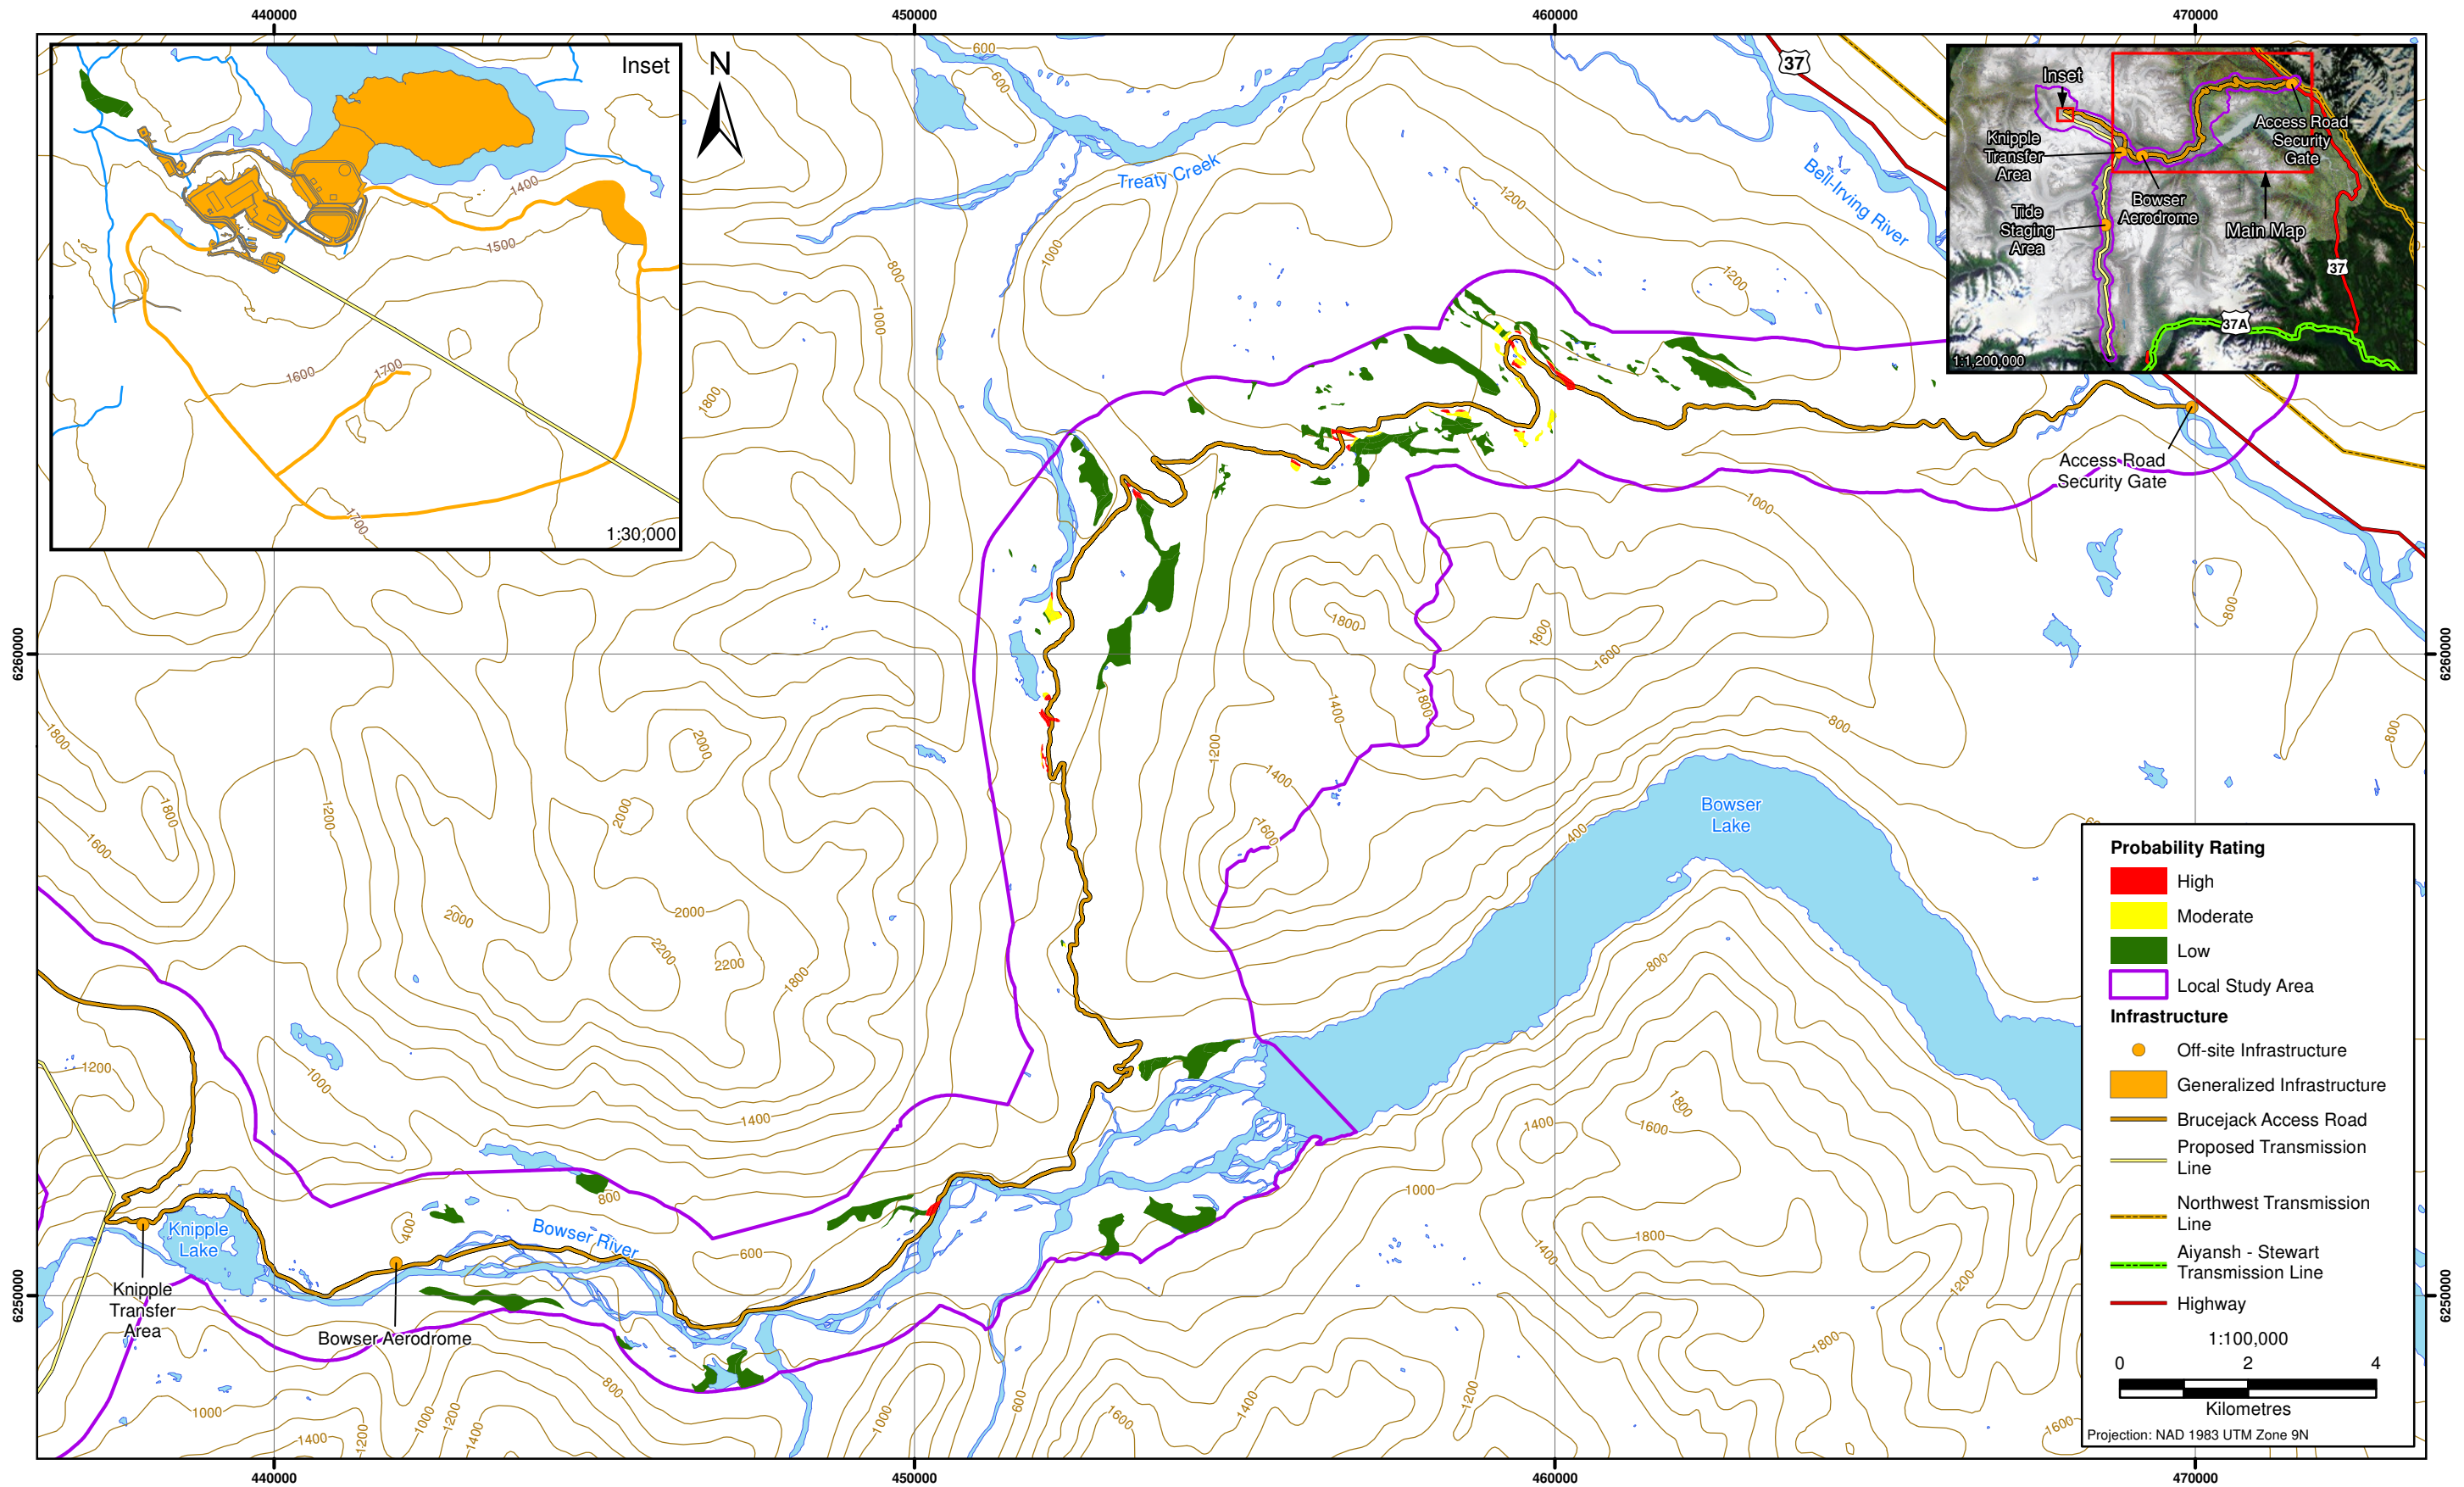 440000
450000
460000
470000
Inset
1400
1500
1600
1700
1700
1:30,000
N
600
600
Treaty Creek
37
Bell-Irving River
1200
1200
1000
800
1000
1800
Inset
Knipple
Transfer
Area
Tide
Staging
Area
Bowser
Aerodrome
Access Road
Security
Gate
Main Map
37
37A
1:1,200,000
Access Road
Security Gate
1000
800
6260000
6260000
1800
1800
1600
1400
1800
1200
1400
1600
800
800
400
Bowser
Lake
1800
1800
1600
1200
2000
2000
2000
2000
2200
2200
1800
1200
1000
1400
800
800
1800
1600
1400
1000
1800
1400
1200
1800
1600
400
600
Knipple
Lake
Bowser River
Knipple
Transfer
Area
Bowser Aerodrome
6250000
6250000
1000
1400
1200
1000
1200
1400
800
1000
600
1600
1400
1200
Probability Rating
High
Moderate
Low
Local Study Area
Infrastructure
Off-site Infrastructure
Generalized Infrastructure
Brucejack Access Road
Proposed Transmission
Line
Northwest Transmission
Line
Aiyansh - Stewart
Transmission Line
Highway
1:100,000
0 2 4
Kilometres
Projection: NAD 1983 UTM Zone 9N
440000
450000
460000
470000